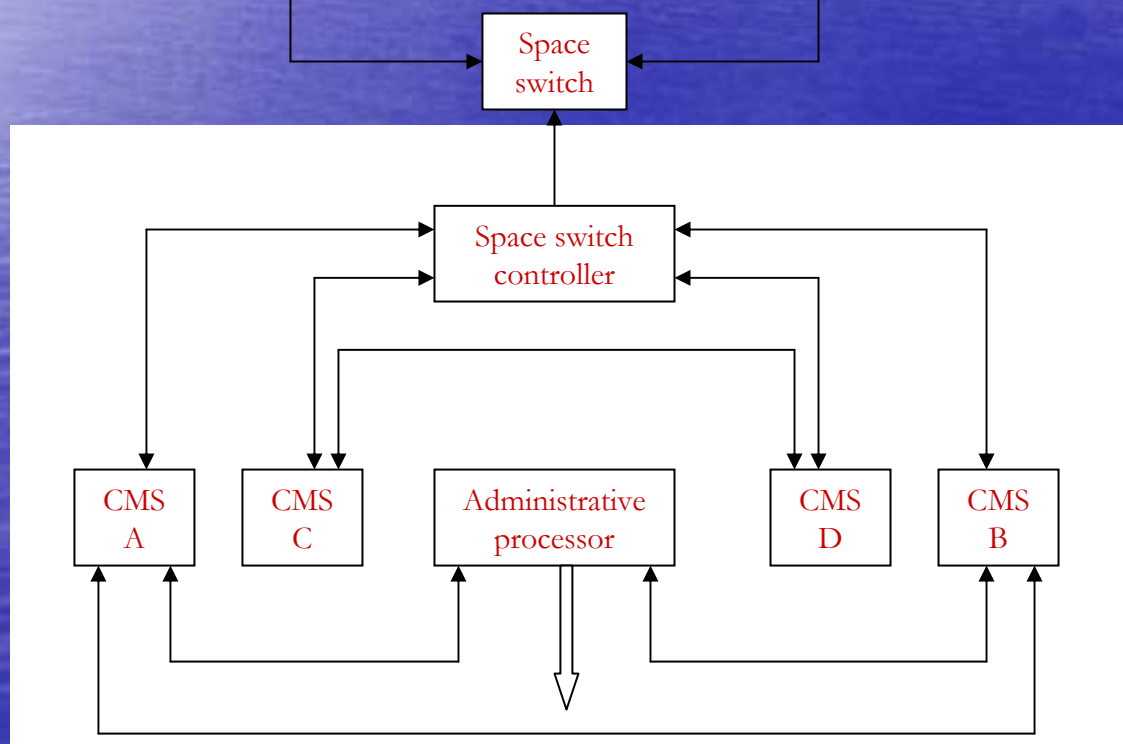 Space
switch
Space switch
controller
CMS
A
CMS
C
Administrative
processor
CMS
D
CMS
B